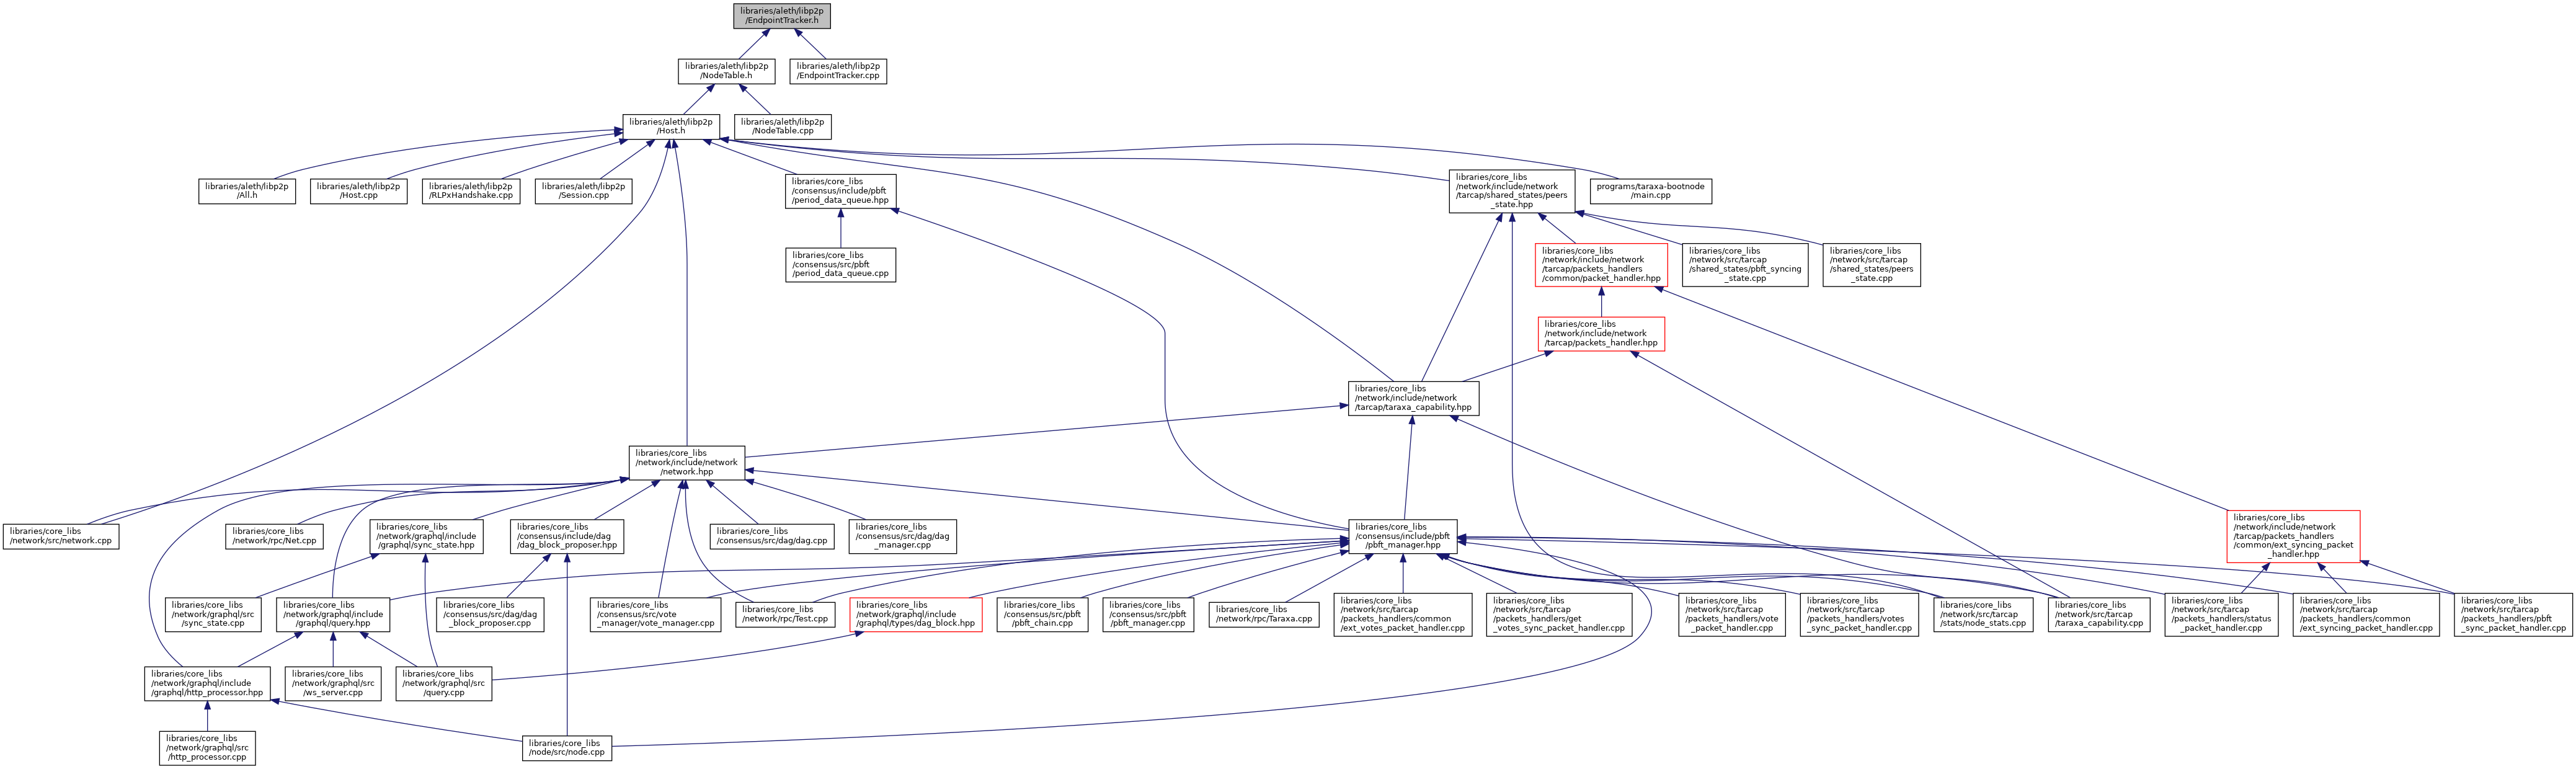 libraries/aleth/libp2p
/EndpointTracker.h
libraries/aleth/libp2p
/NodeTable.h
libraries/aleth/libp2p
/EndpointTracker.cpp
libraries/aleth/libp2p
/Host.h
libraries/aleth/libp2p
/NodeTable.cpp
libraries/aleth/libp2p
/All.h
libraries/aleth/libp2p
/Host.cpp
libraries/aleth/libp2p
/RLPxHandshake.cpp
libraries/aleth/libp2p
/Session.cpp
libraries/core_libs
/consensus/include/pbft
/period_data_queue.hpp
libraries/core_libs
/network/include/network
/tarcap/shared_states/peers
_state.hpp
programs/taraxa-bootnode
/main.cpp
libraries/core_libs
/consensus/src/pbft
/period_data_queue.cpp
libraries/core_libs
/network/include/network
/tarcap/packets_handlers
/common/packet_handler.hpp
libraries/core_libs
/network/src/tarcap
/shared_states/pbft_syncing
_state.cpp
libraries/core_libs
/network/src/tarcap
/shared_states/peers
_state.cpp
libraries/core_libs
/network/include/network
/tarcap/packets_handler.hpp
libraries/core_libs
/network/include/network
/tarcap/taraxa_capability.hpp
libraries/core_libs
/network/include/network
/network.hpp
libraries/core_libs
/network/src/network.cpp
libraries/core_libs
/network/rpc/Net.cpp
libraries/core_libs
/network/graphql/include
/graphql/sync_state.hpp
libraries/core_libs
/consensus/include/dag
/dag_block_proposer.hpp
libraries/core_libs
/consensus/src/dag/dag.cpp
libraries/core_libs
/consensus/src/dag/dag
_manager.cpp
libraries/core_libs
/consensus/include/pbft
/pbft_manager.hpp
libraries/core_libs
/network/include/network
/tarcap/packets_handlers
/common/ext_syncing_packet
_handler.hpp
libraries/core_libs
/network/graphql/src
/sync_state.cpp
libraries/core_libs
/network/graphql/include
/graphql/query.hpp
libraries/core_libs
/consensus/src/dag/dag
_block_proposer.cpp
libraries/core_libs
/consensus/src/vote
_manager/vote_manager.cpp
libraries/core_libs
/network/rpc/Test.cpp
libraries/core_libs
/network/graphql/include
/graphql/types/dag_block.hpp
libraries/core_libs
/consensus/src/pbft
/pbft_chain.cpp
libraries/core_libs
/consensus/src/pbft
/pbft_manager.cpp
libraries/core_libs
/network/rpc/Taraxa.cpp
libraries/core_libs
/network/src/tarcap
/packets_handlers/common
/ext_votes_packet_handler.cpp
libraries/core_libs
/network/src/tarcap
/packets_handlers/get
_votes_sync_packet_handler.cpp
libraries/core_libs
/network/src/tarcap
/packets_handlers/vote
_packet_handler.cpp
libraries/core_libs
/network/src/tarcap
/packets_handlers/votes
_sync_packet_handler.cpp
libraries/core_libs
/network/src/tarcap
/stats/node_stats.cpp
libraries/core_libs
/network/src/tarcap
/taraxa_capability.cpp
libraries/core_libs
/network/src/tarcap
/packets_handlers/status
_packet_handler.cpp
libraries/core_libs
/network/src/tarcap
/packets_handlers/common
/ext_syncing_packet_handler.cpp
libraries/core_libs
/network/src/tarcap
/packets_handlers/pbft
_sync_packet_handler.cpp
libraries/core_libs
/network/graphql/include
/graphql/http_processor.hpp
libraries/core_libs
/network/graphql/src
/ws_server.cpp
libraries/core_libs
/network/graphql/src
/query.cpp
libraries/core_libs
/network/graphql/src
/http_processor.cpp
libraries/core_libs
/node/src/node.cpp